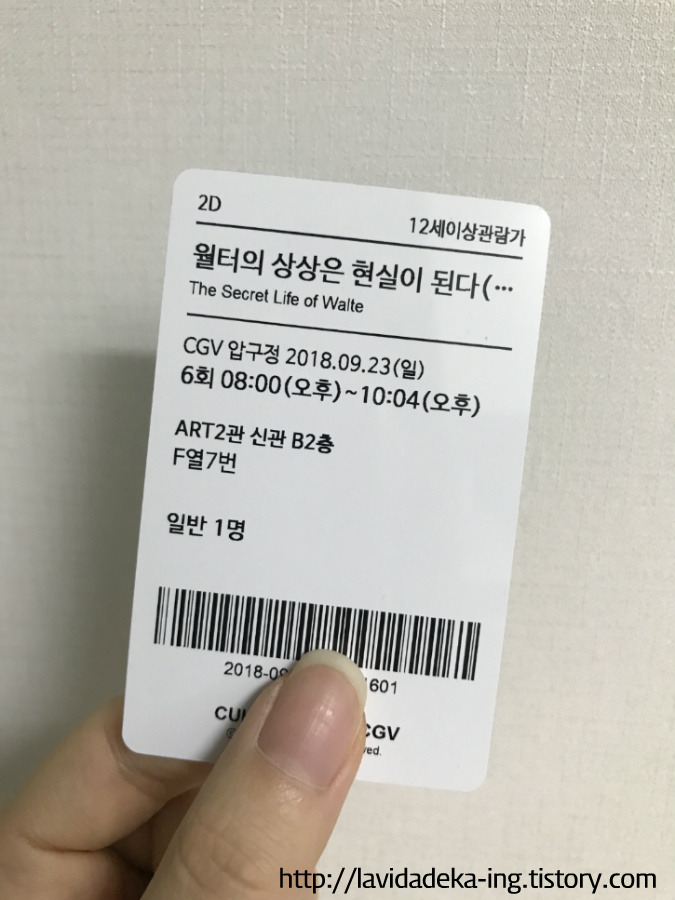 2D
12세이상관람가
월터의 상상은 현실이 된다(…
The Secret Life of Walte
CGV 압구정 2018.09.23(일)
6회 08:00(오후)~10:04(오후)
ART2관 신관 B2층
F열7번
일반 1명
1601
CGV
http://lavidadeka-ing.tistory.com